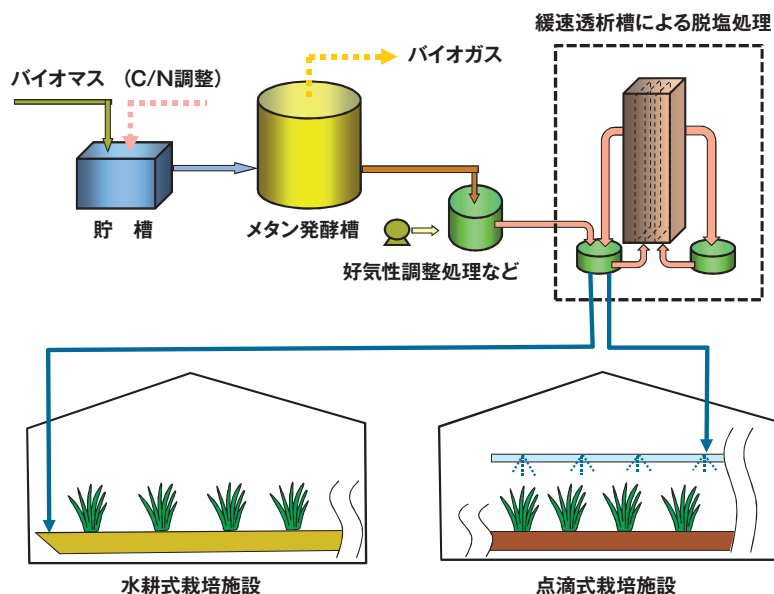 緩速透析槽による脱塩処理
バイオガス
バイオマス （C/N調整）
貯 槽
メタン発酵槽
好気性調整処理など
水耕式栽培施設
点滴式栽培施設